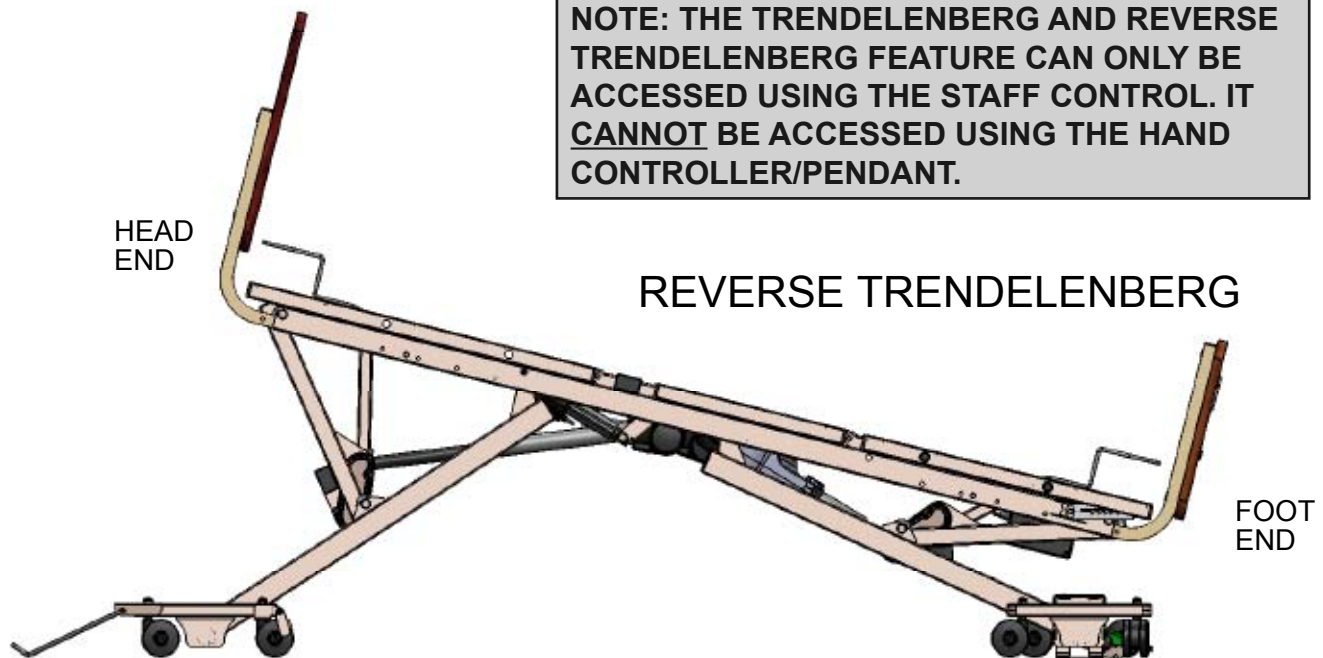 NOTE: THE TRENDELENBERG AND REVERSE
TRENDELENBERG FEATURE CAN ONLY BE
ACCESSED USING THE STAFF CONTROL. IT
CANNOT BE ACCESSED USING THE HAND
CONTROLLER/PENDANT.
HEAD
END
REVERSE TRENDELENBERG
FOOT
END